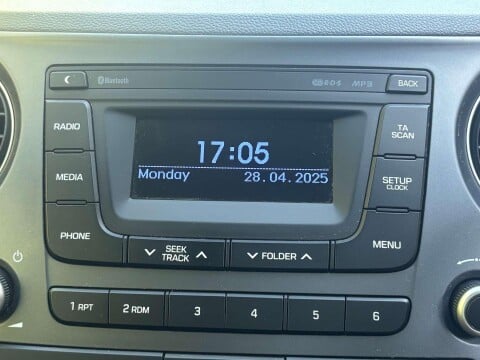 Bluetooth RDS MP3 BACK
RADIO
TA
SCAN
17:05
Monday 28.04.2025
MEDIA
SETUP
CLOCK
PHONE
SEEK
TRACK
FOLDER
MENU
1 RPT 2 RDM 3 4 5 6